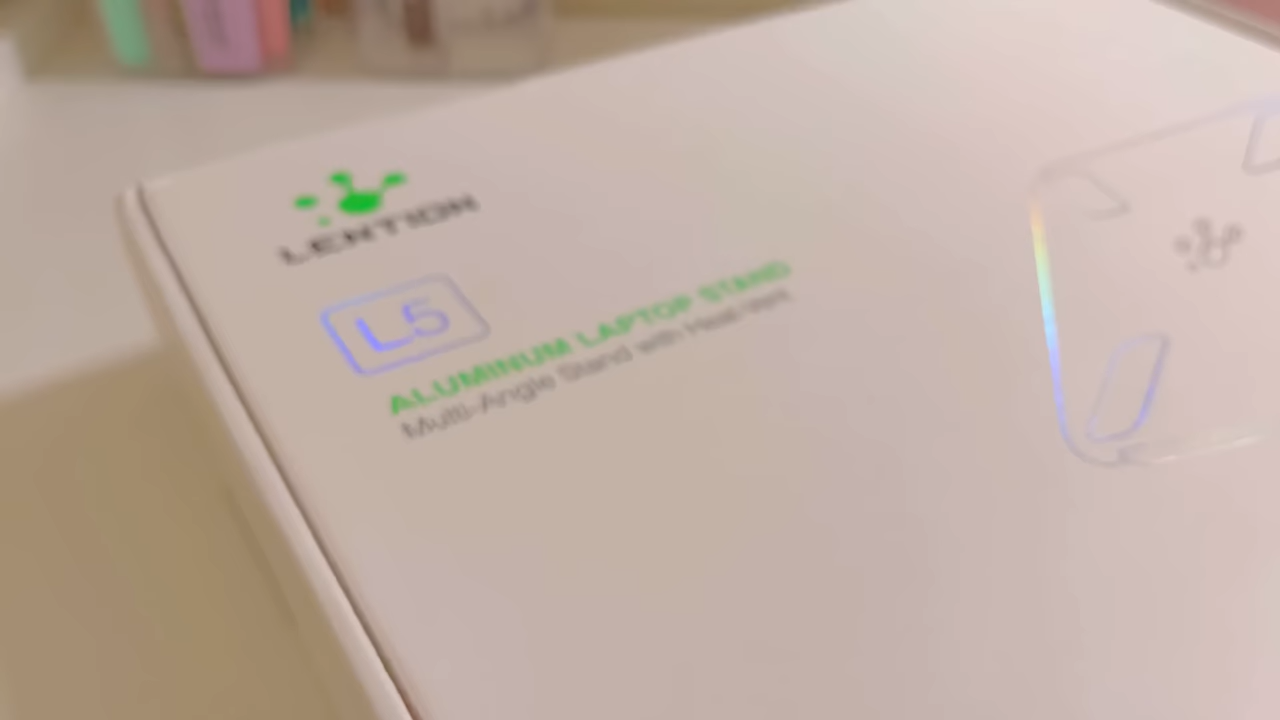 LENTION
L5
ALUMINUM LAPTOP STAND
Multi-Angle Stand with Heat Vent